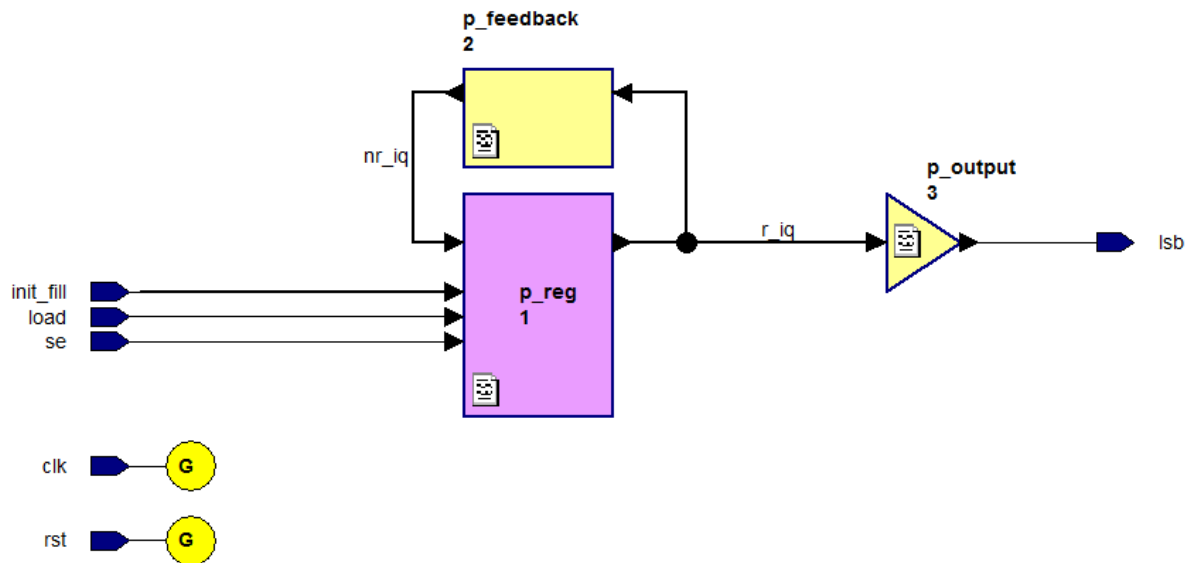 p_feedback
2
nr_iq
p_output
3
r_iq
lsb
init_fill
load
se
p_reg
1
clk
G
rst
G